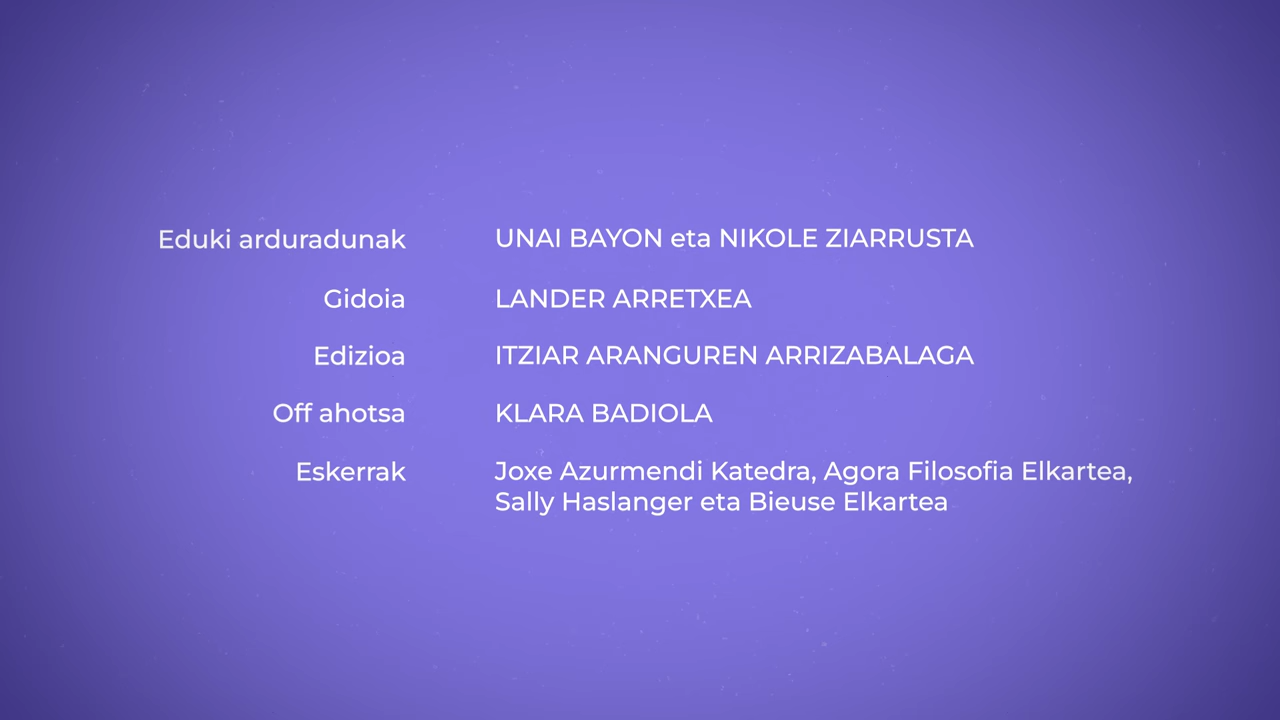 Eduki arduradunak UNAI BAYON eta NIKOLE ZIARRUSTA
Gidoia LANDER ARRETXEA
Edizioa ITZIAR ARANGUREN ARRIZABALAGA
Off ahotsa KLARA BADIOLA
Eskerrak Joxe Azurmendi Katedra, Agora Filosofia Elkartea,
Sally Haslanger eta Bieuse Elkartea